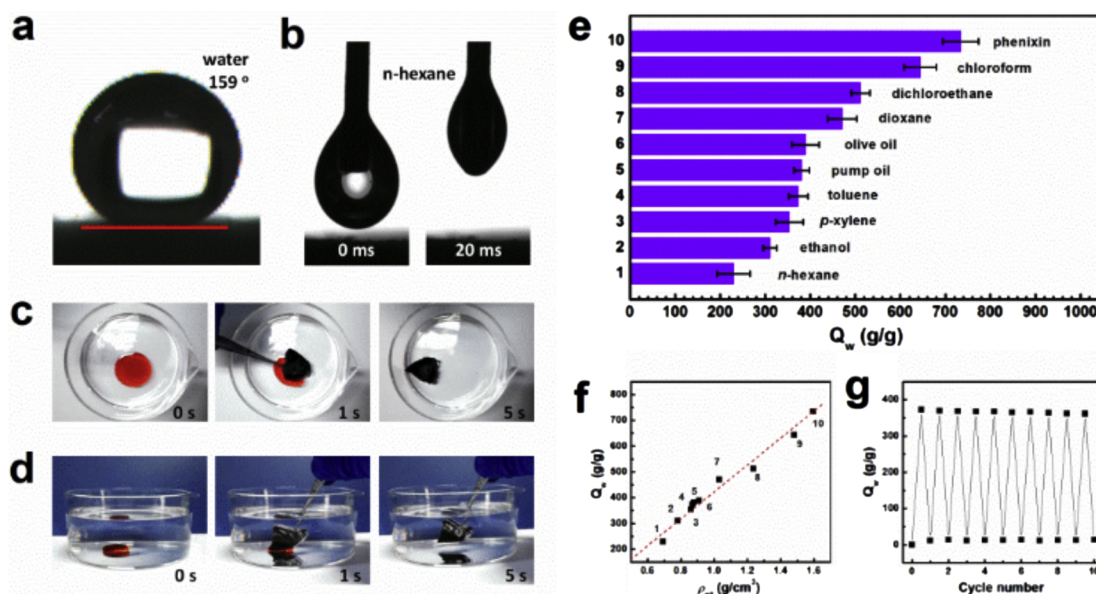 a
water
159 º
b
n-hexane
0 ms
20 ms
c
0 s
1 s
5 s
d
0 s
1 s
5 s
e
10
phenixin
9
chloroform
8
dichloroethane
7
dioxane
6
olive oil
5
pump oil
4
toluene
3
p-xylene
2
ethanol
1
n-hexane
0 100 200 300 400 500 600 700 800 900 1000
Qw (g/g)
f
800
700
600
500
400
300
200
Qw (g/g)
1
2
3
4
5
6
7
8
9
10
0.6 0.8 1.0 1.2 1.4 1.6
(g/cm³)
g
400
300
200
100
0
Qw (g/g)
0 2 4 6 8 10
Cycle number